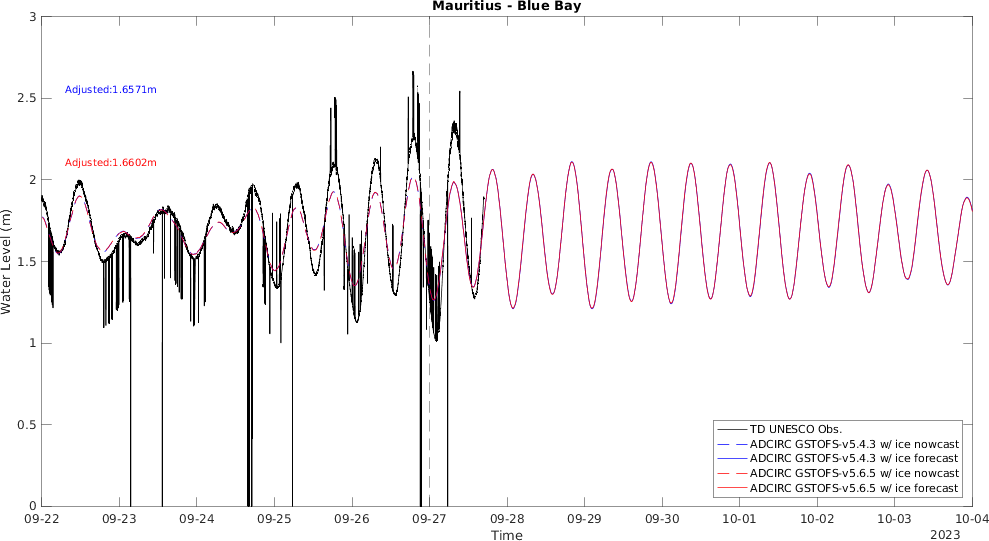 Mauritius - Blue Bay
3
2.5
2
1.5
1
0.5
0
Water Level (m)
Adjusted:1.6571m
Adjusted:1.6602m
TD UNESCO Obs.
ADCIRC GSTOFS-v5.4.3 w/ ice nowcast
ADCIRC GSTOFS-v5.4.3 w/ ice forecast
ADCIRC GSTOFS-v5.6.5 w/ ice nowcast
ADCIRC GSTOFS-v5.6.5 w/ ice forecast
09-22 09-23 09-24 09-25 09-26 09-27 09-28 09-29 09-30 10-01 10-02 10-03 10-04
Time
2023